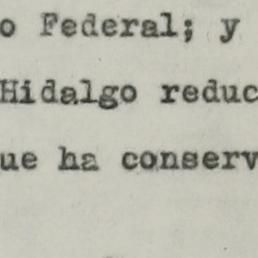 o Federal; y
Hidalgo reduc
ue ha conserv